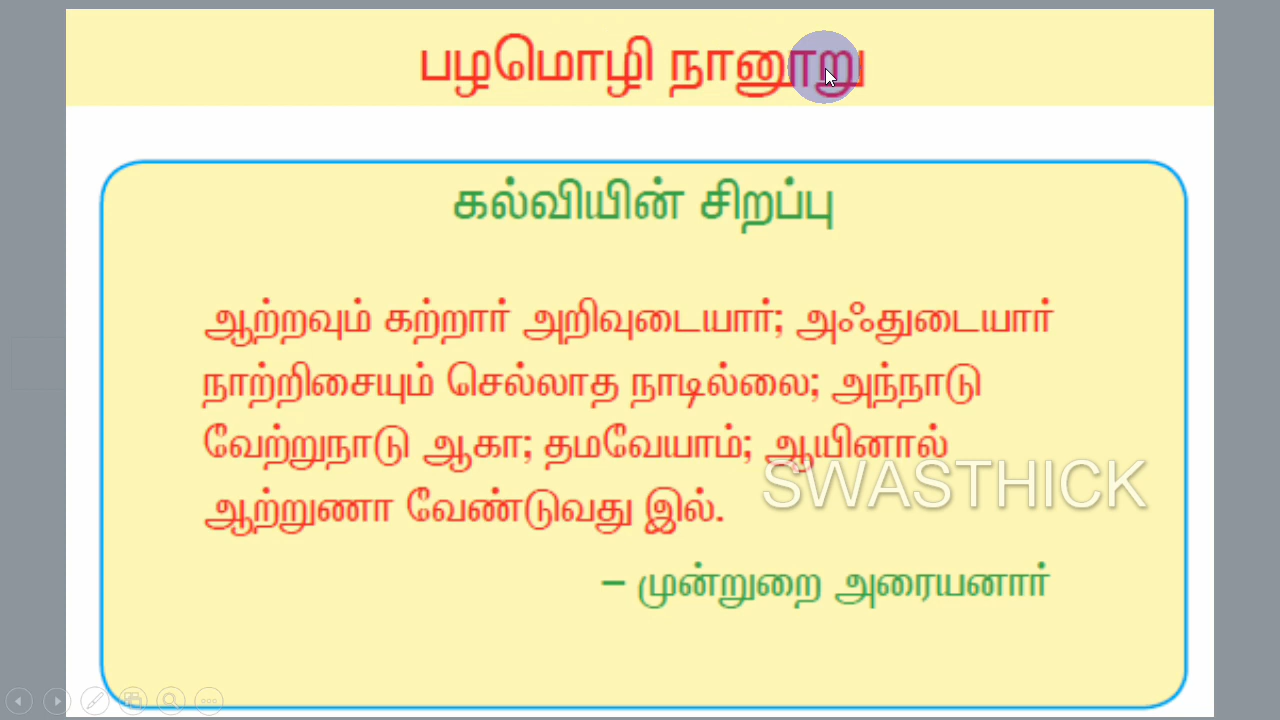 பழமொழி நானூறு
கல்வியின் சிறப்பு
ஆற்றவும் கற்றார் அறிவுடையார்; அஃதுடையார்
நாற்றிசையும் செல்லாத நாடில்லை; அந்நாடு
வேற்றுநாடு ஆகா; தமவேயாம்; ஆயினால்
ஆற்றுணா வேண்டுவது இல்.
SWASTHICK
– முன்றுறை அரையனார்